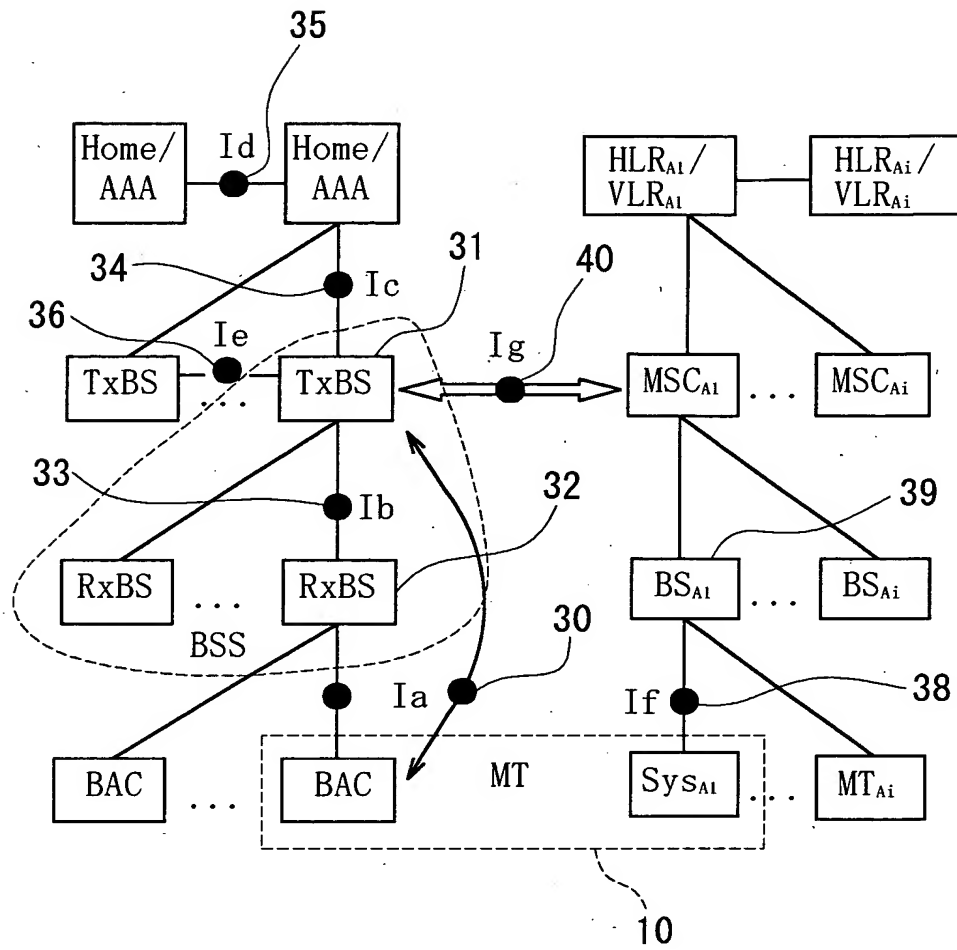 35
Home/ Id Home/ HLRA1/ HLRAi/
AAA AAA VLRA1 VLRAi
34 Ic 31 40
36 Ie Ig
TxBS ... TxBS MSCA1 ... MSCAi
33 Ib 32 39
RxBS ... RxBS BSA1 ... BSAi
BSS 30
Ia If 38
BAC ... BAC MT SysA1 ... MTAi
10